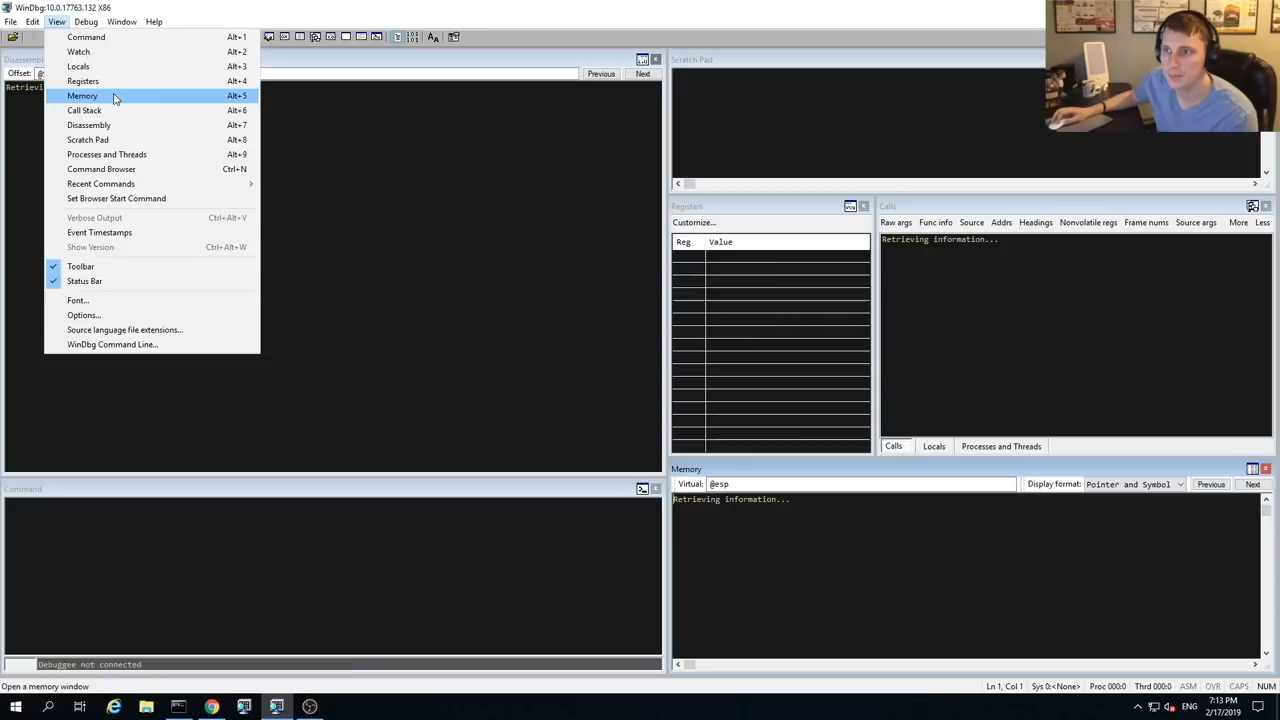 WinDbg:10.0.17763.132 X86
File Edit View Debug Window Help
Command Alt+1
Watch Alt+2
Locals Alt+3
Registers Alt+4
Memory Alt+5
Call Stack Alt+6
Disassembly Alt+7
Scratch Pad Alt+8
Processes and Threads Alt+9
Command Browser Ctrl+N
Recent Commands
Set Browser Start Command
Verbose Output Ctrl+Alt+V
Event Timestamps
Show Version Ctrl+Alt+W
Toolbar
Status Bar
Font...
Options...
Source language file extensions...
WinDbg Command Line...
Disassem
Offset: @
Previous Next
Retrievi
Scratch Pad
Registers
Customize...
Reg Value
Calls
Raw args Func info Source Addrs Headings Nonvolatile regs Frame nums Source args More Less
Retrieving information...
Calls Locals Processes and Threads
Command
Debuggee not connected
Memory
Virtual: @esp Display format: Pointer and Symbol Previous Next
Retrieving information...
Open a memory window
Ln 1, Col 1 Sys 0:<None> Proc 000:0 Thrd 000:0 ASM OVR CAPS NUM
ENG
7:13 PM
2/17/2019